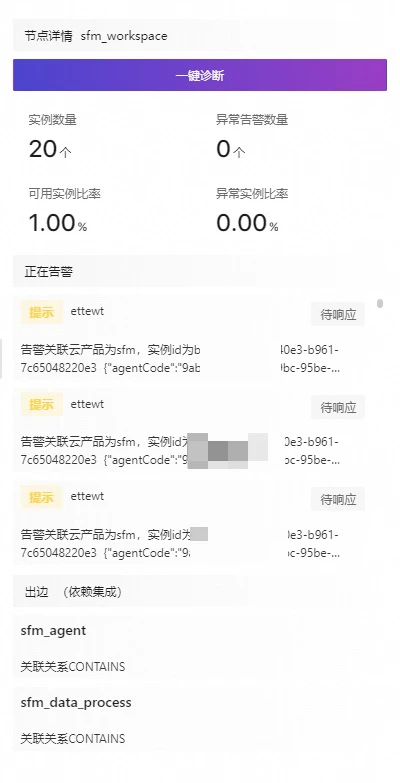 节点详情 sfm_workspace
一键诊断
实例数量 异常告警数量
20个 0个
可用实例比率 异常实例比率
1.00% 0.00%
正在告警
提示 ettewt 待响应
告警关联云产品为sfm，实例id为b 40e3-b961-
7c65048220e3 {"agentCode":"9ab 9bc-95be-...
提示 ettewt 待响应
告警关联云产品为sfm，实例id为 0e3-b961-
7c65048220e3 {"agentCode":"9 bc-95be-...
提示 ettewt 待响应
告警关联云产品为sfm，实例id为 0e3-b961-
7c65048220e3 {"agentCode":"9 bc-95be-...
出边 （依赖集成）
sfm_agent
关联关系CONTAINS
sfm_data_process
关联关系CONTAINS